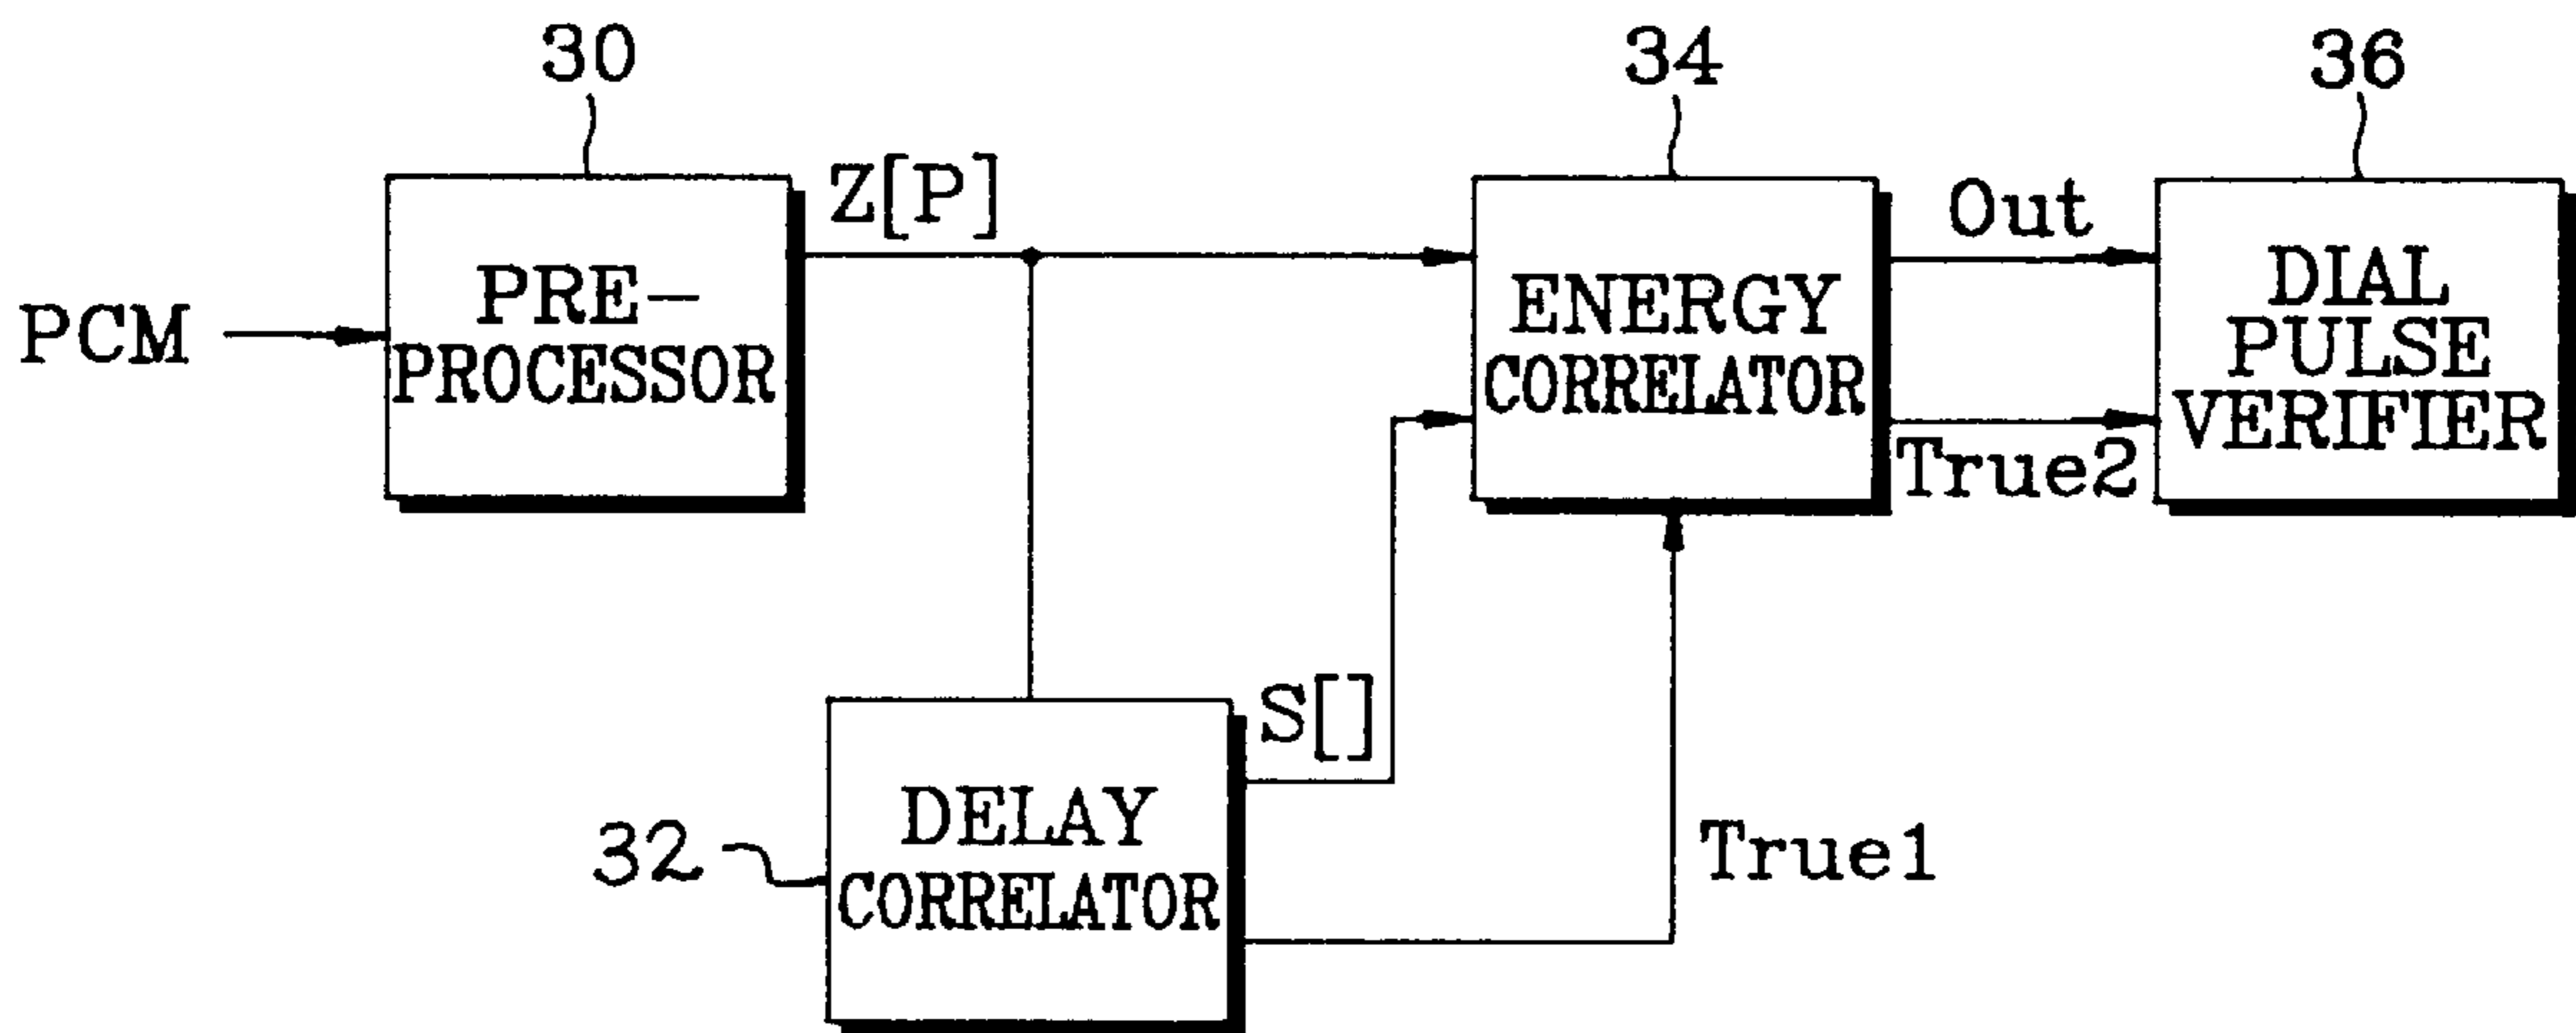 30
34
36
Z[P]
Out
PCM
PRE-
PROCESSOR
ENERGY
CORRELATOR
DIAL
PULSE
VERIFIER
True2
S[]
32
DELAY
CORRELATOR
True1